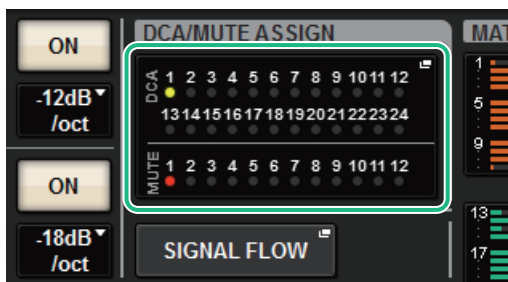 ON
-12dB
/oct
ON
-18dB
/oct
DCA/MUTE ASSIGN
DCA
1 2 3 4 5 6 7 8 9 10 11 12
13 14 15 16 17 18 19 20 21 22 23 24
MUTE
1 2 3 4 5 6 7 8 9 10 11 12
SIGNAL FLOW
MAT
1
5
9
13
17